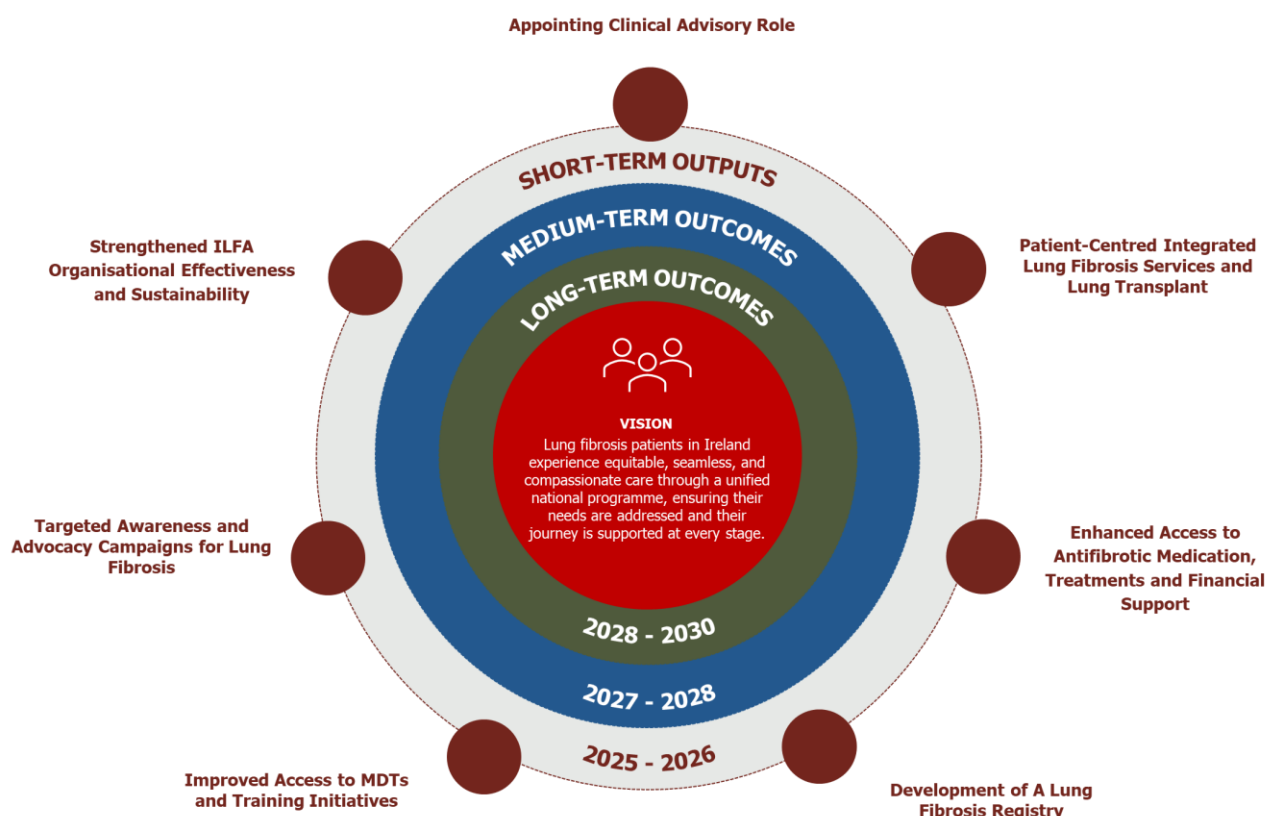 Appointing Clinical Advisory Role
SHORT-TERM OUTPUTS
MEDIUM-TERM OUTCOMES
LONG-TERM OUTCOMES
Strengthened ILFA
Organisational Effectiveness
and Sustainability
Patient-Centred Integrated
Lung Fibrosis Services and
Lung Transplant
VISION
Lung fibrosis patients in Ireland
experience equitable, seamless, and
compassionate care through a unified
national programme, ensuring their
needs are addressed and their
journey is supported at every stage.
Targeted Awareness and
Advocacy Campaigns for Lung
Fibrosis
Enhanced Access to
Antifibrotic Medication,
Treatments and Financial
Support
2028 - 2030
2027 - 2028
2025 - 2026
Improved Access to MDTs
and Training Initiatives
Development of A Lung
Fibrosis Registry